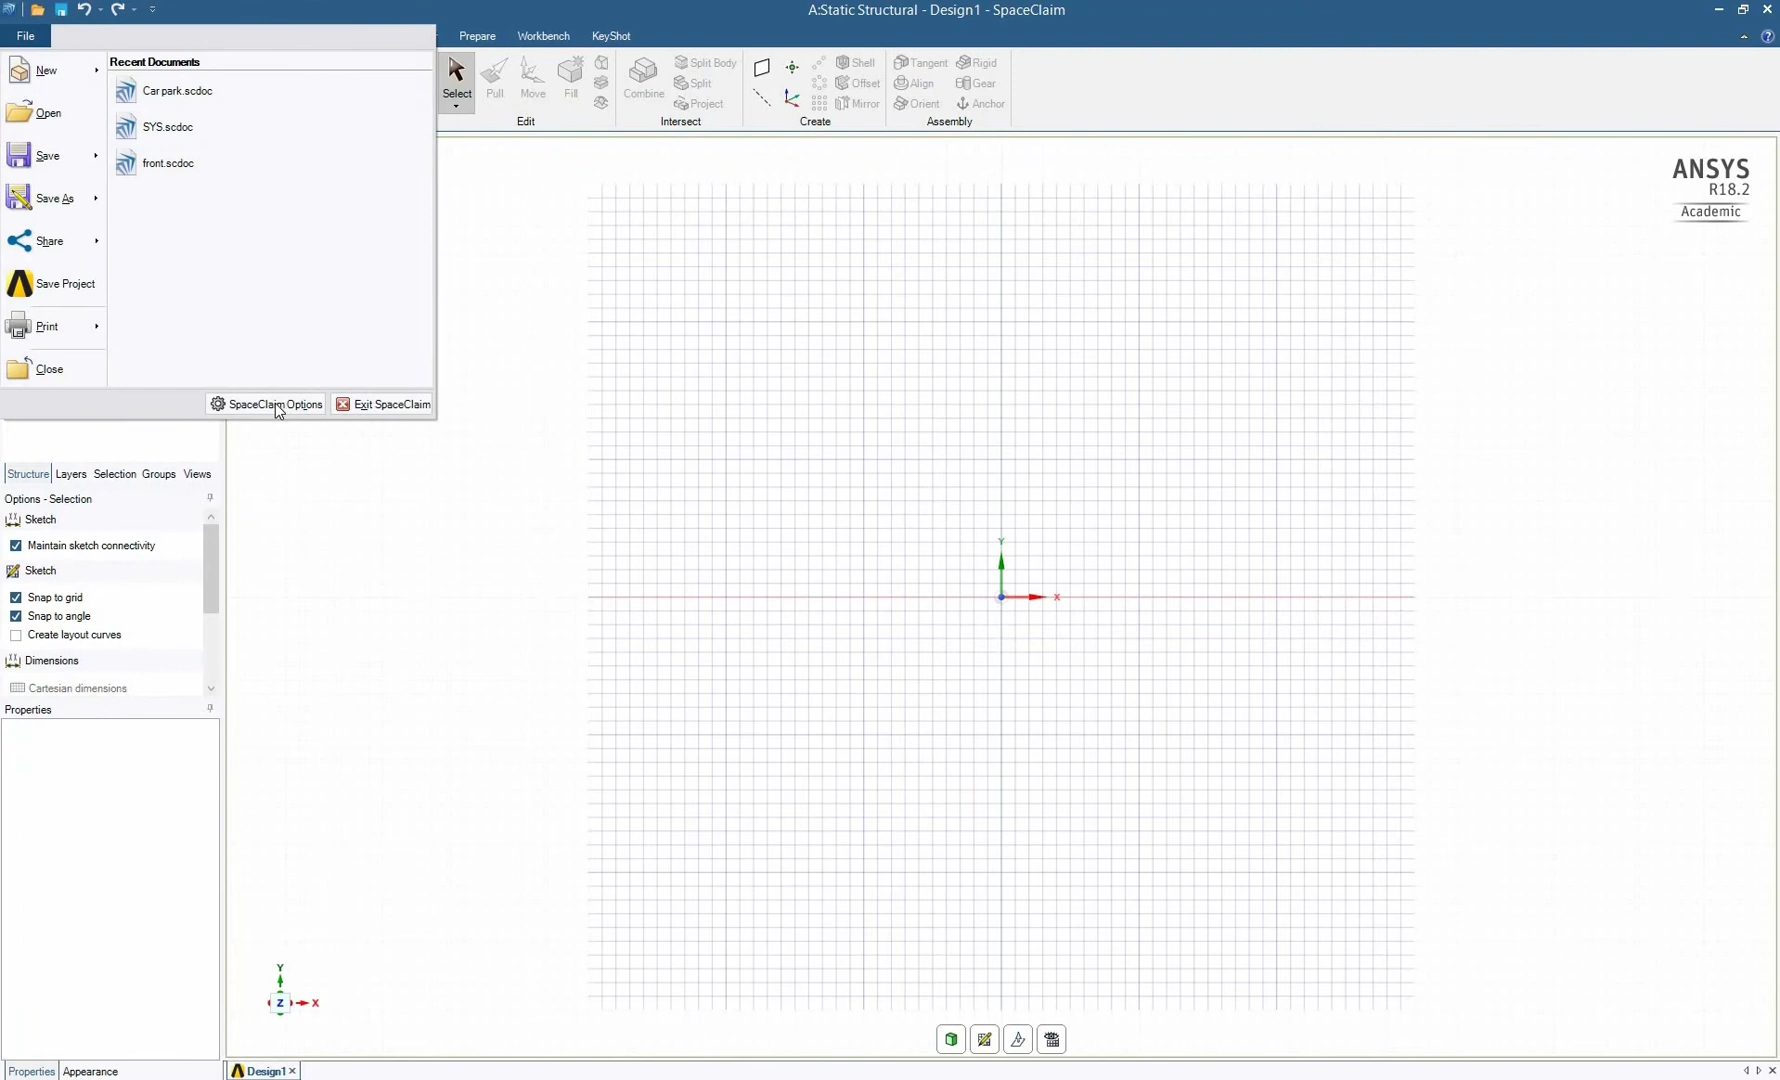 A:Static Structural - Design1 - SpaceClaim
File
Prepare
Workbench
KeyShot
New
Open
Save
Save As
Share
Save Project
Print
Close
Recent Documents
Car park.scdoc
SYS.scdoc
front.scdoc
SpaceClaim Options
Exit SpaceClaim
Select
Pull
Move
Fill
Edit
Combine
Split Body
Split
Project
Intersect
Shell
Offset
Mirror
Create
Tangent
Align
Orient
Rigid
Gear
Anchor
Assembly
ANSYS
R18.2
Academic
Structure
Layers
Selection
Groups
Views
Options - Selection
Sketch
Maintain sketch connectivity
Sketch
Snap to grid
Snap to angle
Create layout curves
Dimensions
Cartesian dimensions
Properties
Y
X
Y
Z
X
Properties
Appearance
Design1